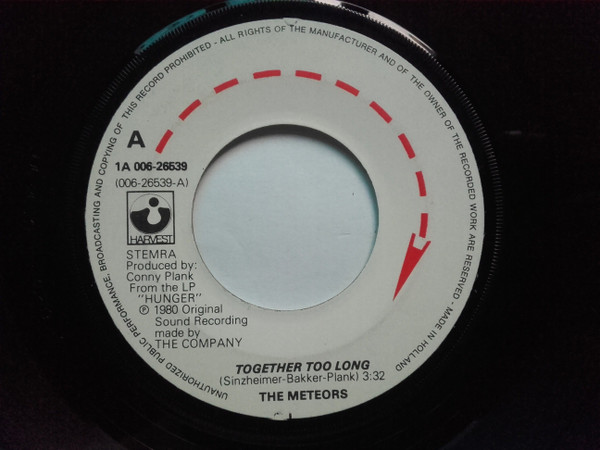 UNAUTHORIZED PUBLIC PERFORMANCE, BROADCASTING AND COPYING OF THIS RECORD PROHIBITED - ALL RIGHTS OF THE MANUFACTURER AND OF THE OWNER OF THE RECORDED WORK ARE RESERVED - MADE IN HOLLAND
A
1A 006-26539
(006-26539-A)
HARVEST
STEMRA
Produced by:
Conny Plank
From the LP
"HUNGER"
℗ 1980 Original
Sound Recording
made by
THE COMPANY
TOGETHER TOO LONG
(Sinzheimer-Bakker-Plank) 3:32
THE METEORS